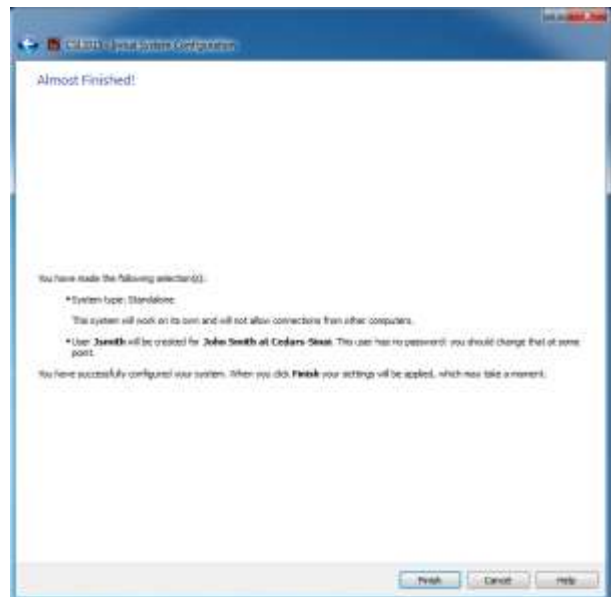 System Configuration
Almost Finished!
You have made the following selection(s).
System type: Standalone
This system will work on its own and will not allow connections from other computers.
User Jsmith will be created for John Smith at Cedars-Sinai. This user has no password: you should change that at some
point.
You have successfully configured your system. When you click Finish your settings will be applied, which may take a moment.
Finish Cancel Help